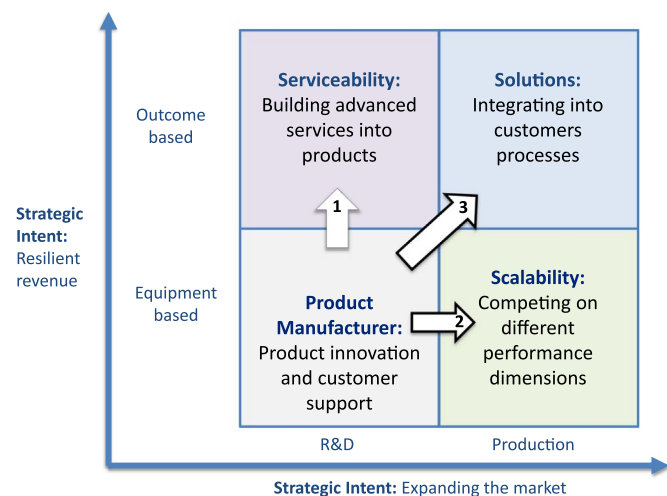 Serviceability:
Building advanced
services into
products
Solutions:
Integrating into
customers
processes
Outcome
based
1
3
Strategic
Intent:
Resilient
revenue
Equipment
based
Product
Manufacturer:
Product innovation
and customer
support
2
Scalability:
Competing on
different
performance
dimensions
R&D
Production
Strategic Intent: Expanding the market